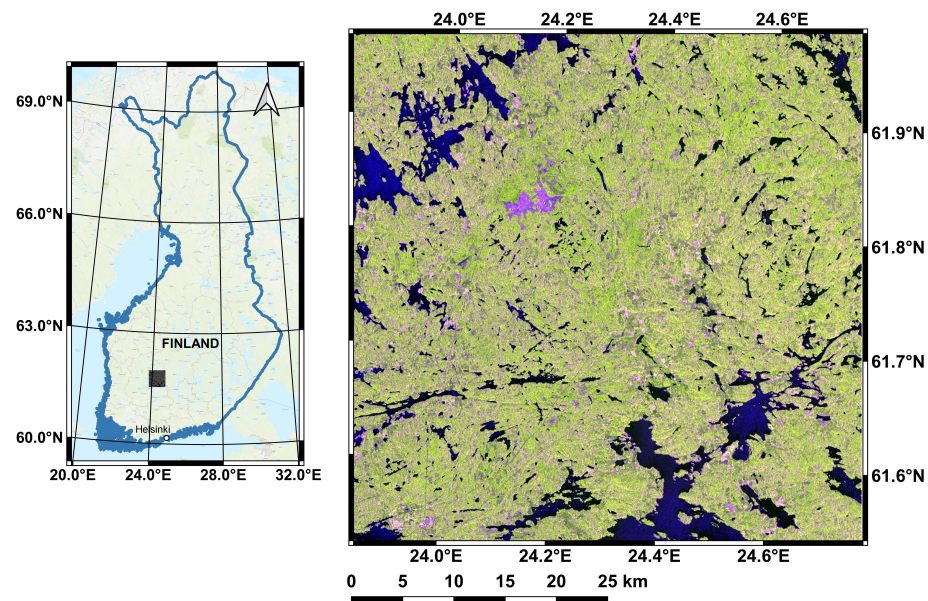 24.0°E 24.2°E 24.4°E 24.6°E
69.0°N
66.0°N
63.0°N
60.0°N
FINLAND
Helsinki
20.0°E 24.0°E 28.0°E 32.0°E
61.9°N
61.8°N
61.7°N
61.6°N
24.0°E 24.2°E 24.4°E 24.6°E
0 5 10 15 20 25 km